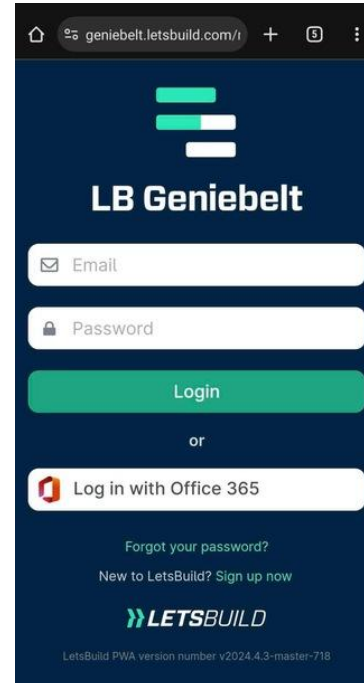 geniebelt.letsbuild.com/
5
LB Geniebelt
Email
Password
Login
or
Log in with Office 365
Forgot your password?
New to LetsBuild? Sign up now
LETSBUILD
LetsBuild PWA version number v2024.4.3-master-718